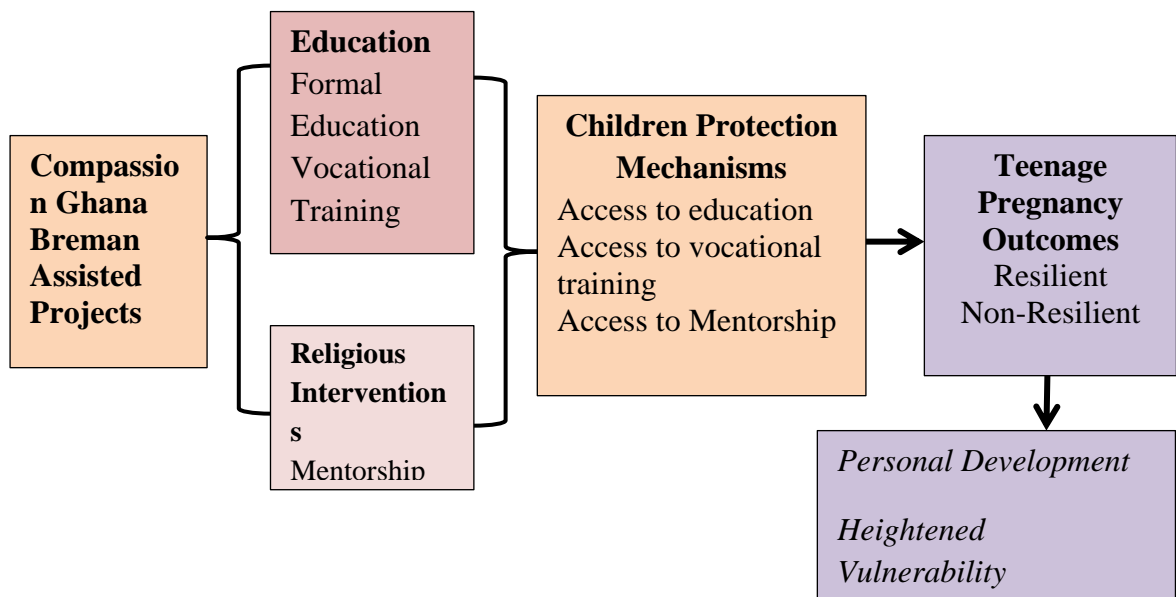 Compassio
n Ghana
Breman
Assisted
Projects
Education
Formal
Education
Vocational
Training
Religious
Intervention
s
Mentorship
Children Protection
Mechanisms
Access to education
Access to vocational
training
Access to Mentorship
Teenage
Pregnancy
Outcomes
Resilient
Non-Resilient
Personal Development
Heightened
Vulnerability